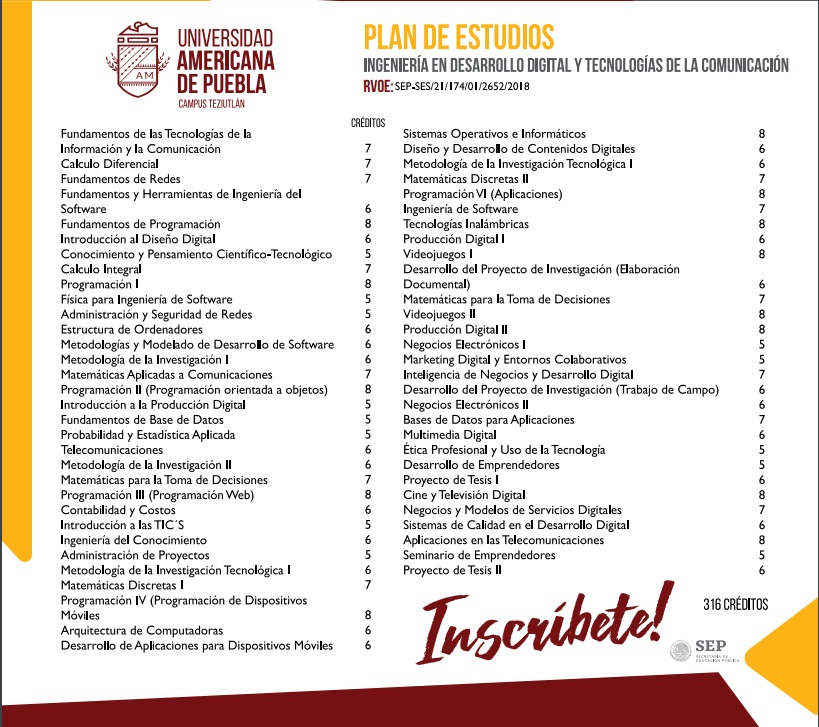 UNIVERSIDAD
AMERICANA
DE PUEBLA
CAMPUS TEZIUTLÁN
AM
PLAN DE ESTUDIOS
INGENIERÍA EN DESARROLLO DIGITAL Y TECNOLOGÍAS DE LA COMUNICACIÓN
RVOE: SEP-SES/21/174/01/2652/2018
CRÉDITOS
Fundamentos de las Tecnologías de la
Información y la Comunicación 7
Calculo Diferencial 7
Fundamentos de Redes 7
Fundamentos y Herramientas de Ingeniería del
Software 6
Fundamentos de Programación 8
Introducción al Diseño Digital 6
Conocimiento y Pensamiento Científico-Tecnológico 5
Calculo Integral 7
Programación I 8
Física para Ingeniería de Software 5
Administración y Seguridad de Redes 5
Estructura de Ordenadores 6
Metodologías y Modelado de Desarrollo de Software 6
Metodología de la Investigación I 6
Matemáticas Aplicadas a Comunicaciones 7
Programación II (Programación orientada a objetos) 8
Introducción a la Producción Digital 5
Fundamentos de Base de Datos 5
Probabilidad y Estadística Aplicada 5
Telecomunicaciones 6
Metodología de la Investigación II 6
Matemáticas para la Toma de Decisiones 7
Programación III (Programación Web) 8
Contabilidad y Costos 6
Introducción a las TIC´S 5
Ingeniería del Conocimiento 6
Administración de Proyectos 5
Metodología de la Investigación Tecnológica I 6
Matemáticas Discretas I 7
Programación IV (Programación de Dispositivos
Móviles 8
Arquitectura de Computadoras 6
Desarrollo de Aplicaciones para Dispositivos Móviles 6
Sistemas Operativos e Informáticos 8
Diseño y Desarrollo de Contenidos Digitales 6
Metodología de la Investigación Tecnológica I 6
Matemáticas Discretas II 7
Programación VI (Aplicaciones) 8
Ingeniería de Software 7
Tecnologías Inalámbricas 8
Producción Digital I 6
Videojuegos I 8
Desarrollo del Proyecto de Investigación (Elaboración
Documental) 6
Matemáticas para la Toma de Decisiones 7
Videojuegos II 8
Producción Digital II 8
Negocios Electrónicos I 5
Marketing Digital y Entornos Colaborativos 5
Inteligencia de Negocios y Desarrollo Digital 7
Desarrollo del Proyecto de Investigación (Trabajo de Campo) 6
Negocios Electrónicos II 6
Bases de Datos para Aplicaciones 7
Multimedia Digital 6
Ética Profesional y Uso de la Tecnología 5
Desarrollo de Emprendedores 5
Proyecto de Tesis I 6
Cine y Televisión Digital 8
Negocios y Modelos de Servicios Digitales 7
Sistemas de Calidad en el Desarrollo Digital 6
Aplicaciones en las Telecomunicaciones 8
Seminario de Emprendedores 5
Proyecto de Tesis II 6
316 CRÉDITOS
Inscríbete!
SEP
SECRETARÍA DE
EDUCACIÓN PÚBLICA